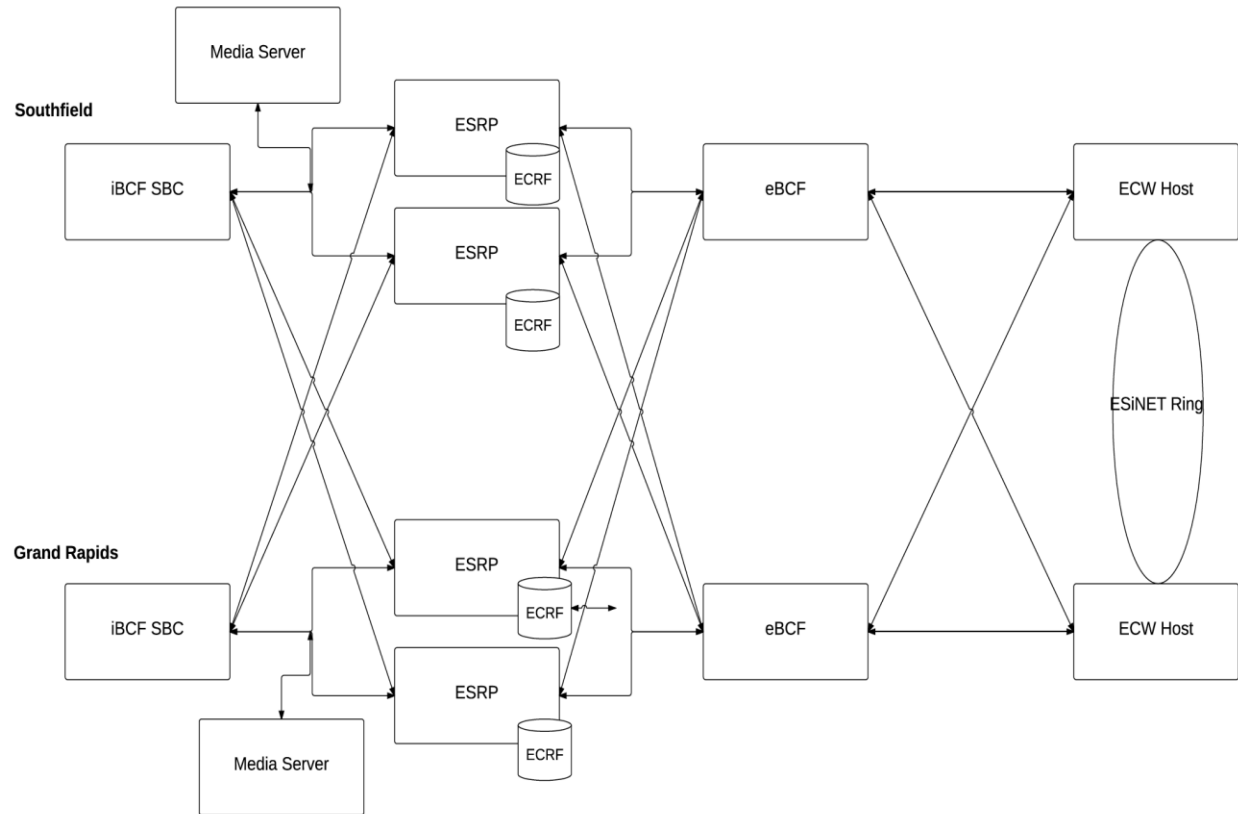 Media Server
Southfield
ESRP
ECRF
iBCF SBC
eBCF
ECW Host
ESRP
ECRF
ESiNET Ring
Grand Rapids
ESRP
ECRF
iBCF SBC
eBCF
ECW Host
ESRP
ECRF
Media Server